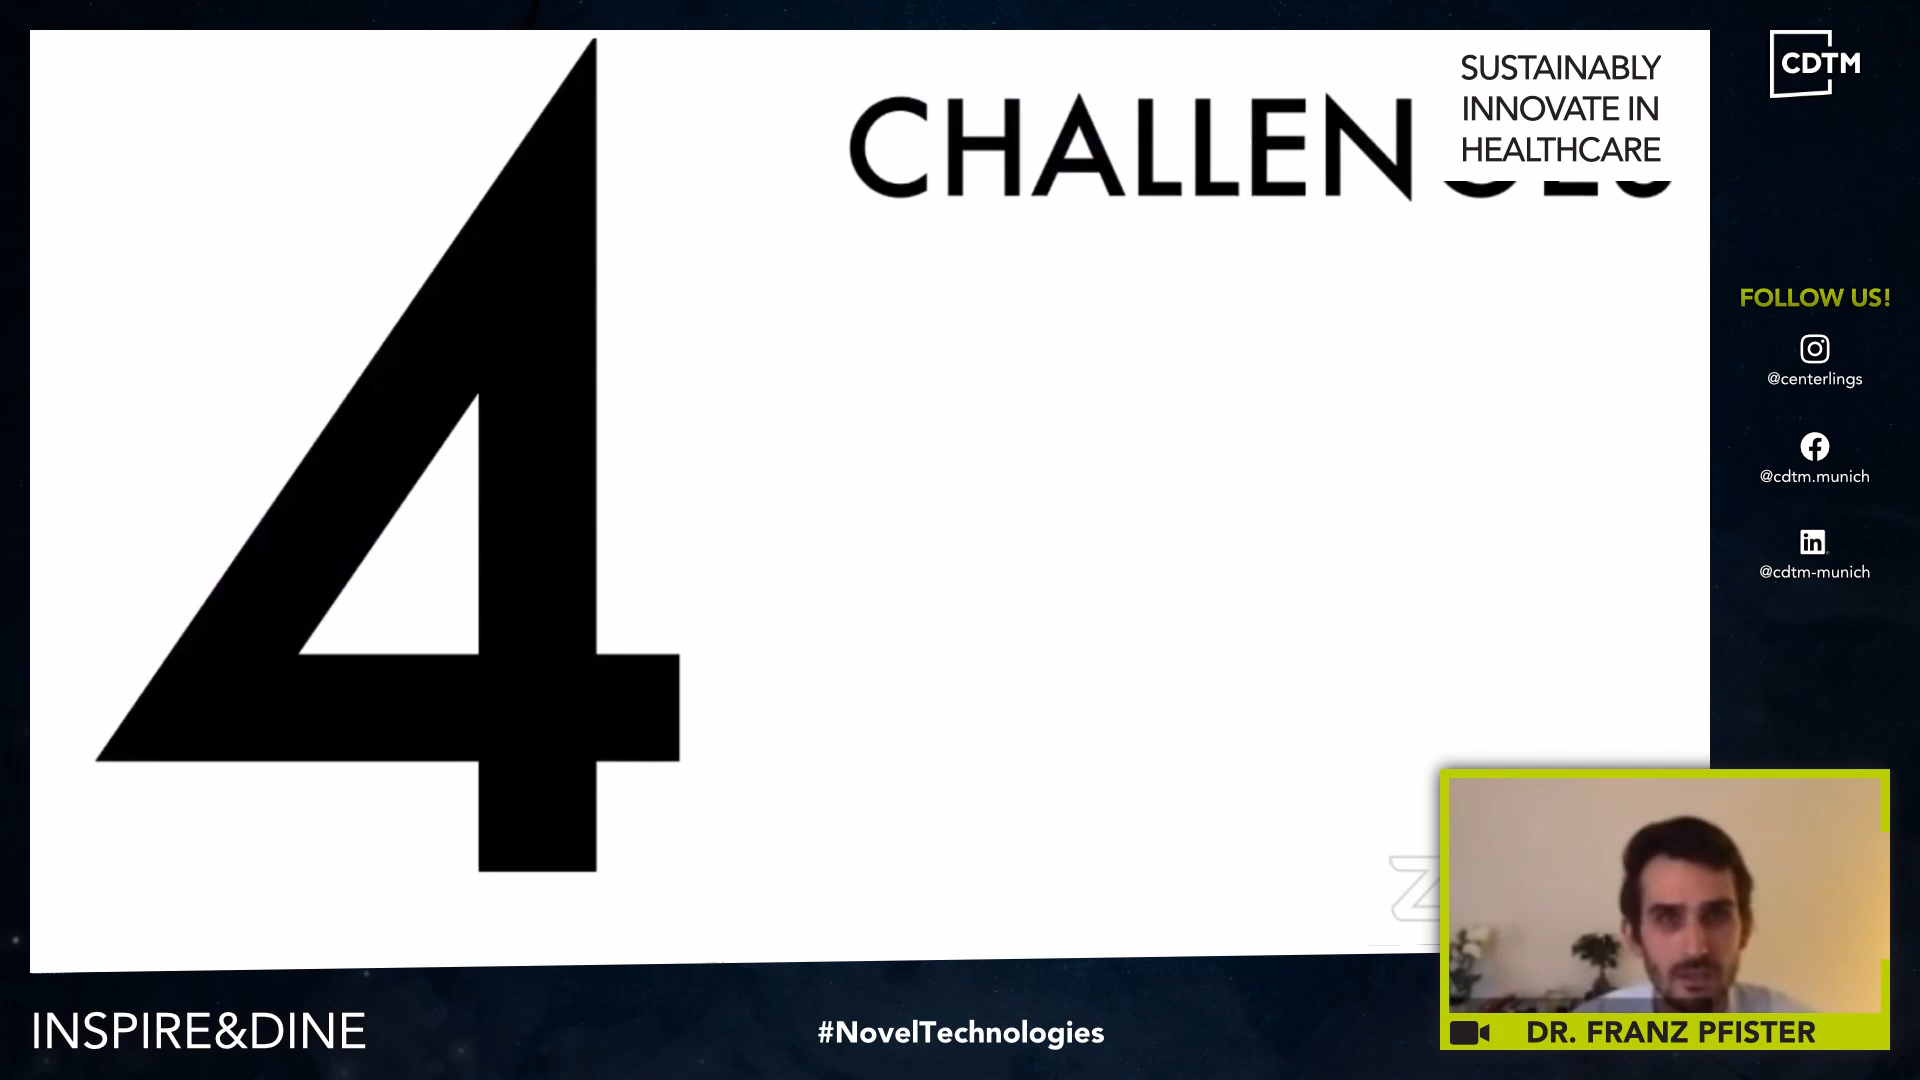 4
CHALLEN
SUSTAINABLY
INNOVATE IN
HEALTHCARE
CDTM
FOLLOW US!
@centerlings
@cdtm.munich
in
@cdtm-munich
Z
INSPIRE&DINE
#NovelTechnologies
DR. FRANZ PFISTER